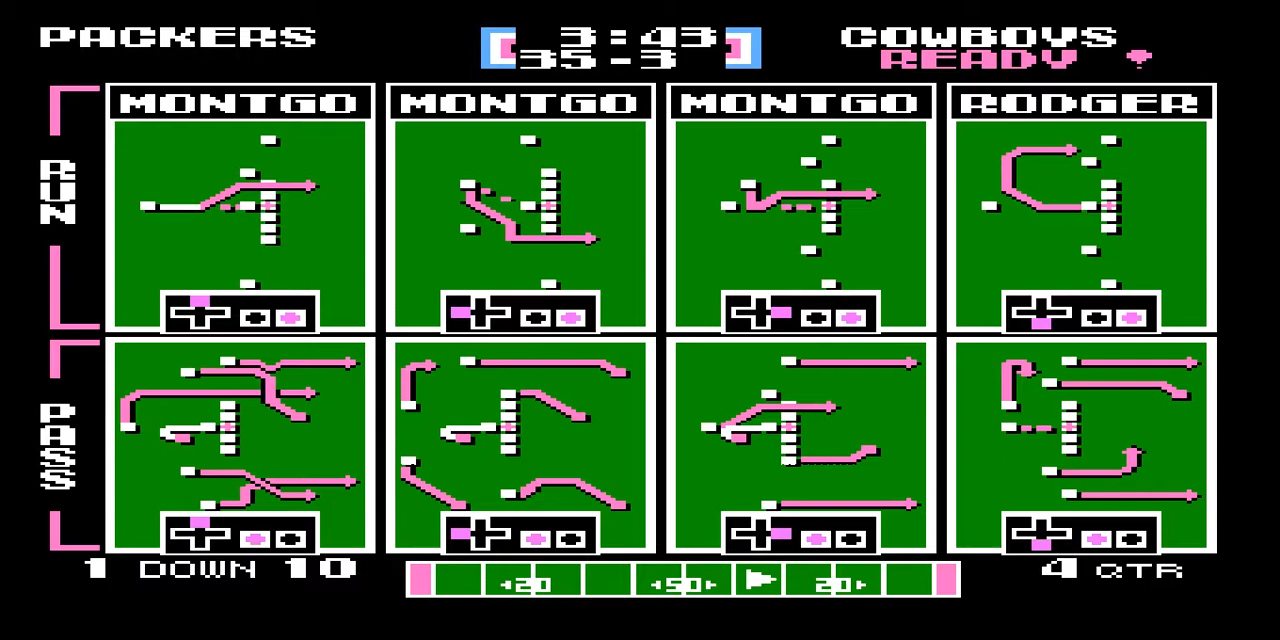 PACKERS 3:43 COWBOYS
35-3 READY
MONTGO MONTGO MONTGO RODGER
RUN
PASS
1 DOWN 10 4 QTR
20 50 20